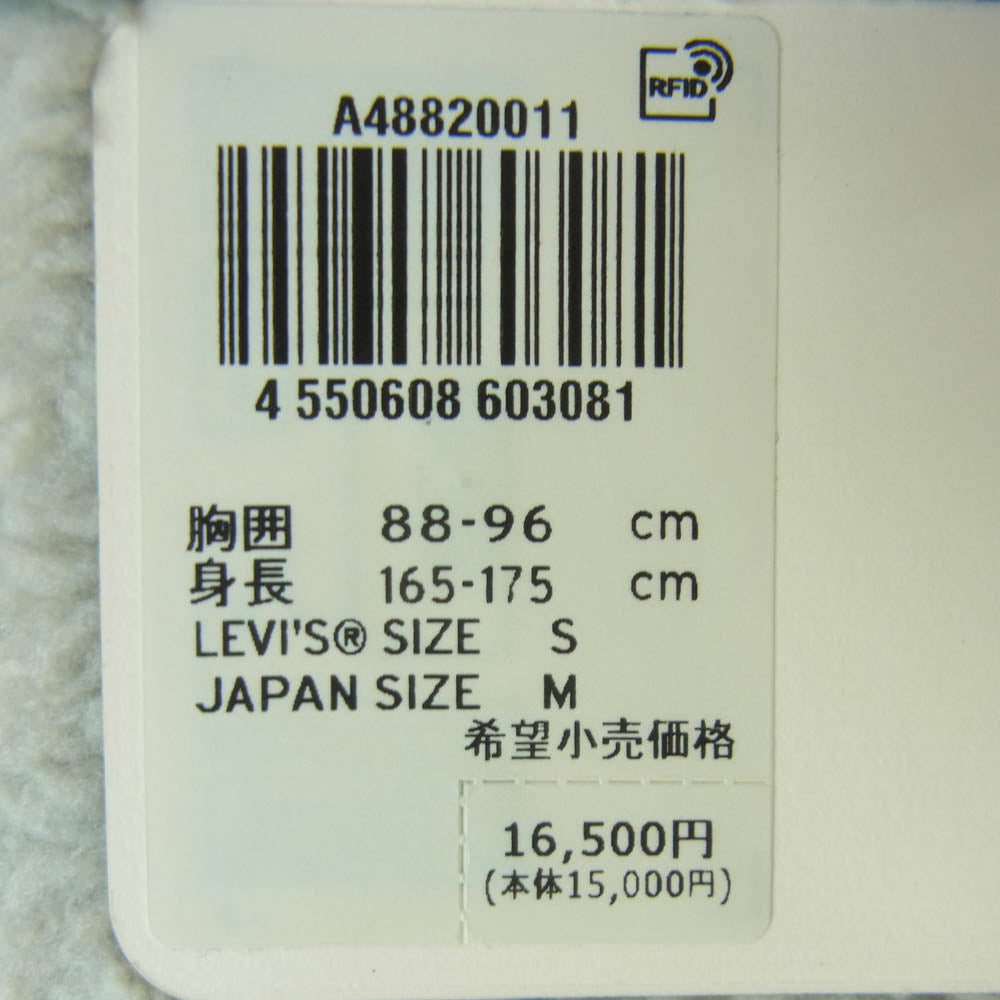 RFID
A48820011
4 550608 603081
胸囲 88-96 cm
身長 165-175 cm
LEVI'S® SIZE S
JAPAN SIZE M
希望小売価格
16,500円
(本体15,000円)